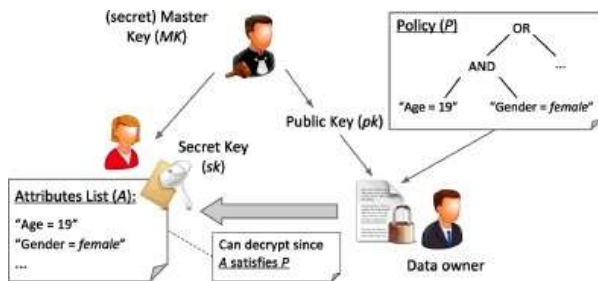 (secret) Master
Key (MK)
Policy (P)
OR
AND
...
"Age = 19"
"Gender = female"
Public Key (pk)
Secret Key
(sk)
Attributes List (A):
"Age = 19"
"Gender = female"
...
Can decrypt since
A satisfies P
Data owner